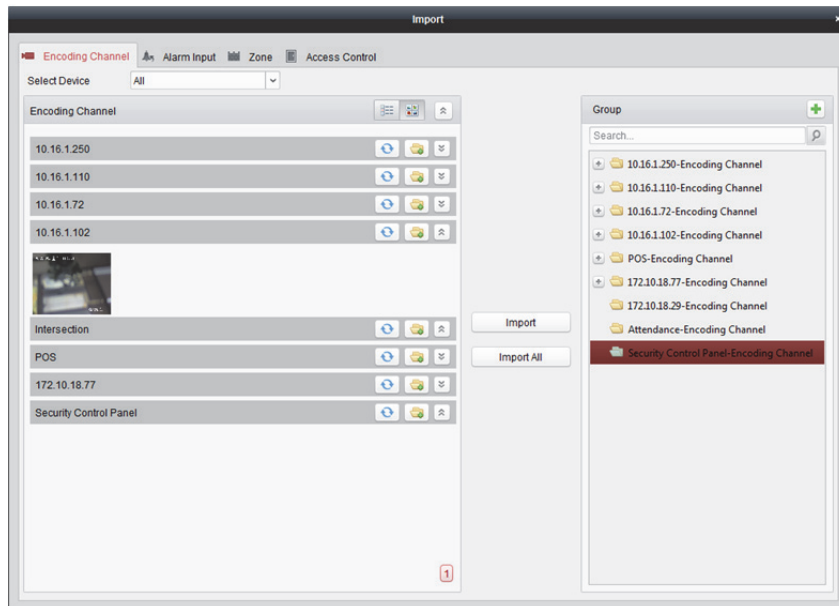 Import
Encoding Channel
Alarm Input
Zone
Access Control
Select Device
All
Encoding Channel
10.16.1.250
10.16.1.110
10.16.1.72
10.16.1.102
Intersection
POS
172.10.18.77
Security Control Panel
1
Import
Import All
Group
Search...
10.16.1.250-Encoding Channel
10.16.1.110-Encoding Channel
10.16.1.72-Encoding Channel
10.16.1.102-Encoding Channel
POS-Encoding Channel
172.10.18.77-Encoding Channel
172.10.18.29-Encoding Channel
Attendance-Encoding Channel
Security Control Panel-Encoding Channel